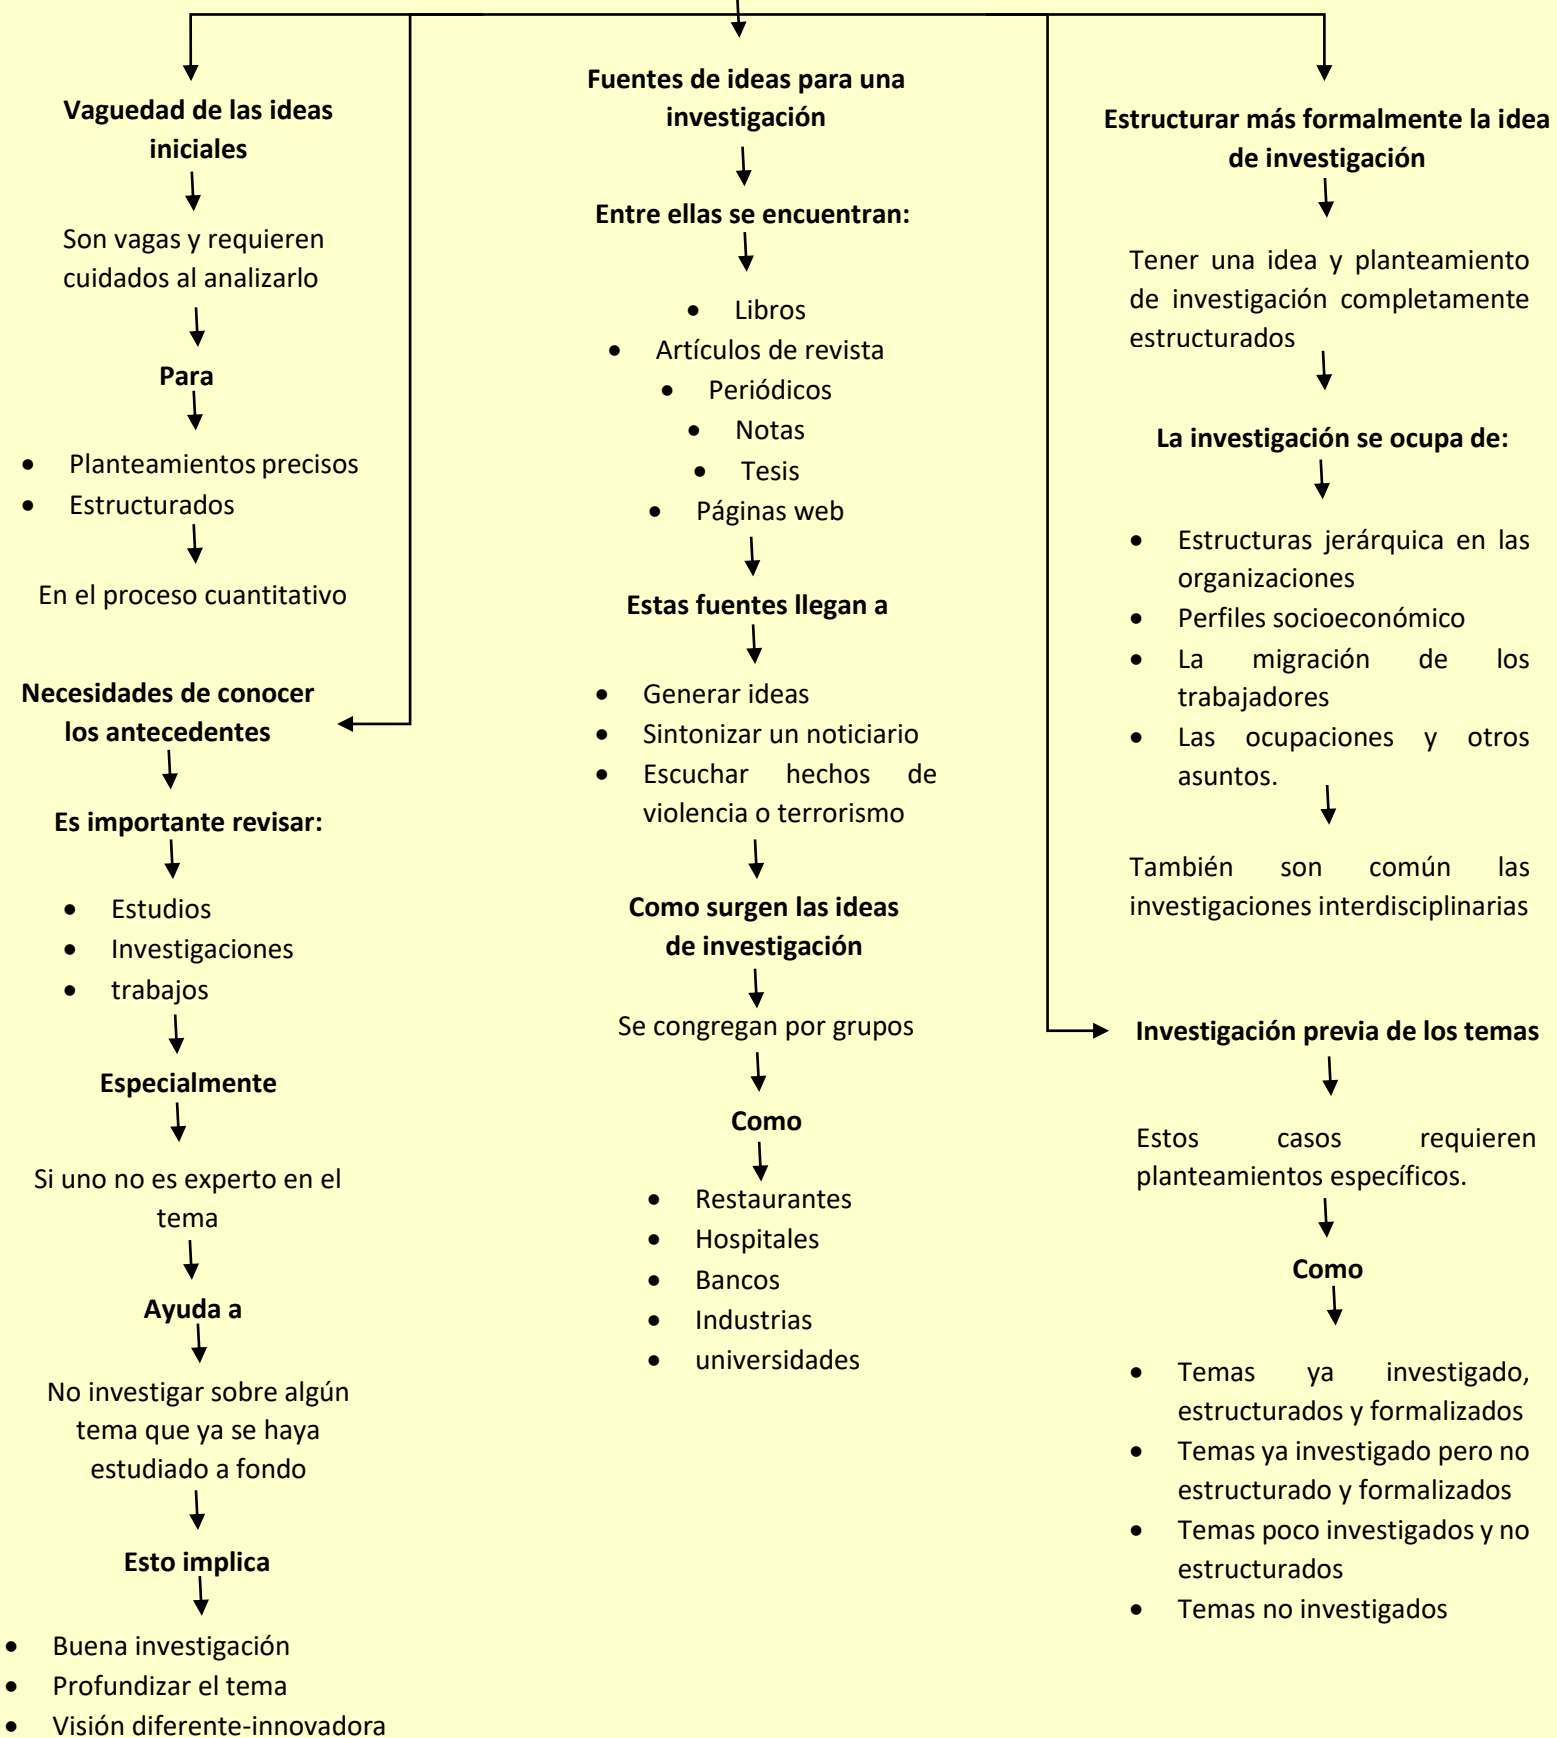 Vaguedad de las ideas
iniciales
Son vagas y requieren
cuidados al analizarlo
Para
• Planteamientos precisos
• Estructurados
En el proceso cuantitativo
Necesidades de conocer
los antecedentes
Es importante revisar:
• Estudios
• Investigaciones
• trabajos
Especialmente
Si uno no es experto en el
tema
Ayuda a
No investigar sobre algún
tema que ya se haya
estudiado a fondo
Esto implica
• Buena investigación
• Profundizar el tema
• Visión diferente-innovadora
Fuentes de ideas para una
investigación
Entre ellas se encuentran:
• Libros
• Artículos de revista
• Periódicos
• Notas
• Tesis
• Páginas web
Estas fuentes llegan a
• Generar ideas
• Sintonizar un noticiario
• Escuchar hechos de
violencia o terrorismo
Como surgen las ideas
de investigación
Se congregan por grupos
Como
• Restaurantes
• Hospitales
• Bancos
• Industrias
• universidades
Estructurar más formalmente la idea
de investigación
Tener una idea y planteamiento
de investigación completamente
estructurados
La investigación se ocupa de:
• Estructuras jerárquica en las
organizaciones
• Perfiles socioeconómico
• La migración de los
trabajadores
• Las ocupaciones y otros
asuntos.
También son común las
investigaciones interdisciplinarias
Investigación previa de los temas
Estos casos requieren
planteamientos específicos.
Como
• Temas ya investigado,
estructurados y formalizados
• Temas ya investigado pero no
estructurado y formalizados
• Temas poco investigados y no
estructurados
• Temas no investigados